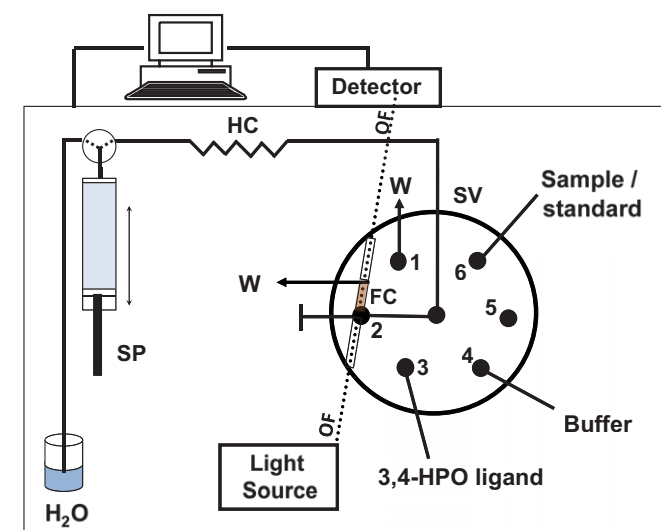 Detector
OF
HC
W
SV
Sample /
standard
1
6
W
FC
5
2
SP
3
4
OF
Buffer
Light
Source
3,4-HPO ligand
H₂O